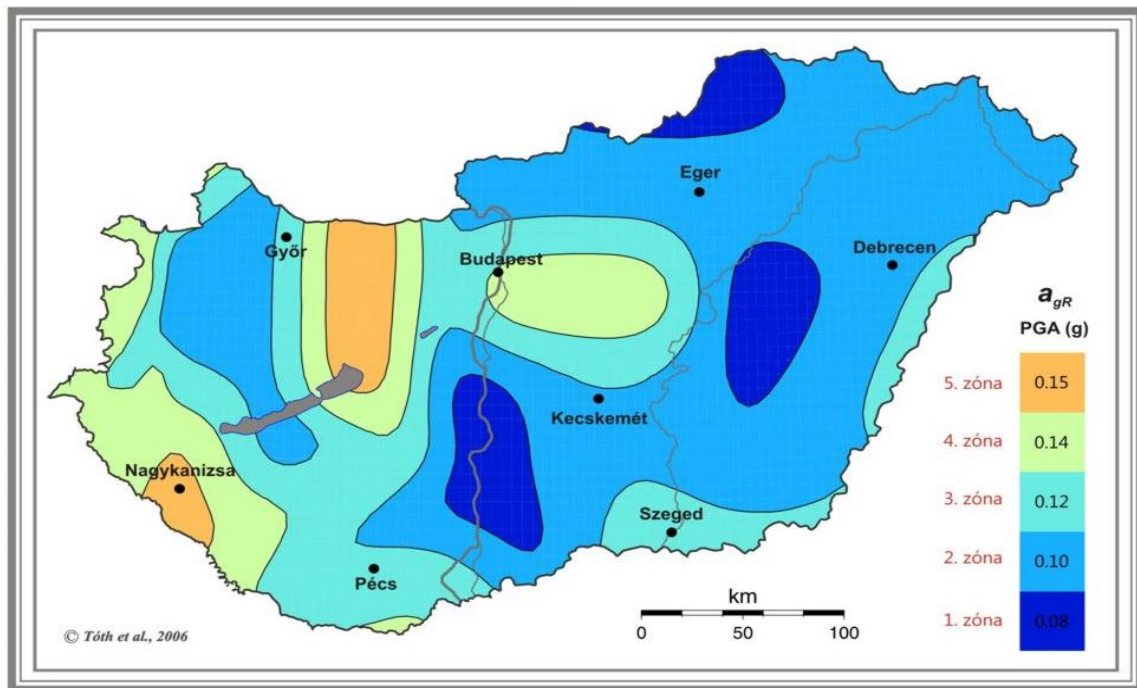 Eger
Debrecen
Győr
Budapest
Kecskemét
Nagykanizsa
Szeged
Pécs
km
0 50 100
© Tóth et al., 2006
a_gR
PGA (g)
5. zóna 0.15
4. zóna 0.14
3. zóna 0.12
2. zóna 0.10
1. zóna 0.08